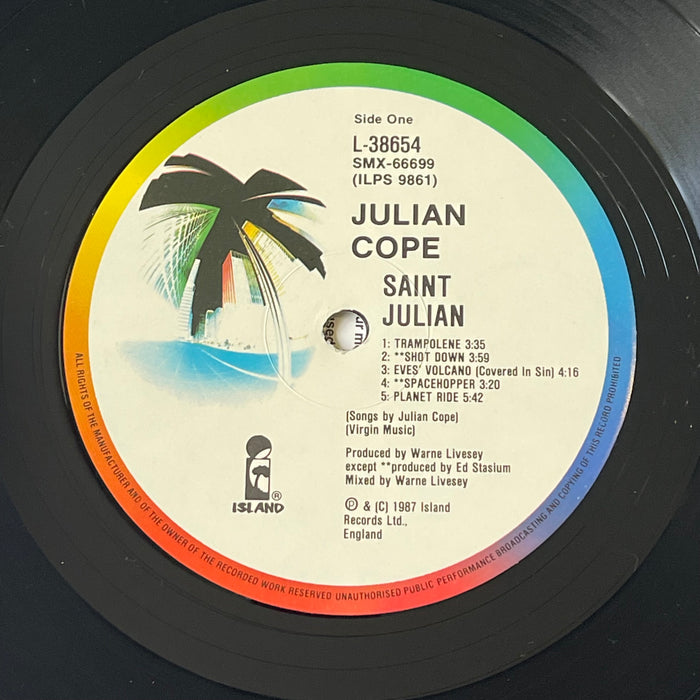 Side One
L-38654
SMX-66699
(ILPS 9861)
JULIAN
COPE
SAINT
JULIAN
1: TRAMPOLENE 3:35
2: **SHOT DOWN 3:59
3: EVES' VOLCANO (Covered In Sin) 4:16
4: **SPACEHOPPER 3:20
5: PLANET RIDE 5:42
(Songs by Julian Cope)
(Virgin Music)
Produced by Warne Livesey
except **produced by Ed Stasium
Mixed by Warne Livesey
Ⓟ & (C) 1987 Island
Records Ltd.,
England
ISLAND®
ALL RIGHTS OF THE MANUFACTURER AND OF THE OWNER OF THE RECORDED WORK RESERVED UNAUTHORISED PUBLIC PERFORMANCE BROADCASTING AND COPYING OF THIS RECORD PROHIBITED